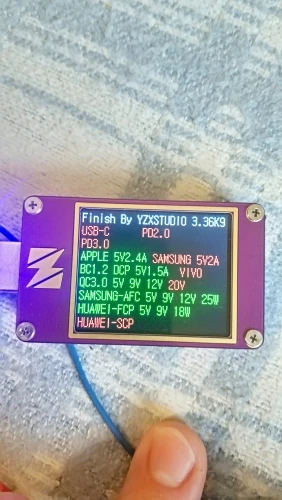 Finish By YZXSTUDIO 3.36K9
USB-C PD2.0
PD3.0
APPLE 5V2.4A SAMSUNG 5V2A
BC1.2 DCP 5V1.5A VIVO
QC3.0 5V 9V 12V 20V
SAMSUNG-AFC 5V 9V 12V 25W
HUAWEI-FCP 5V 9V 18W
HUAWEI-SCP